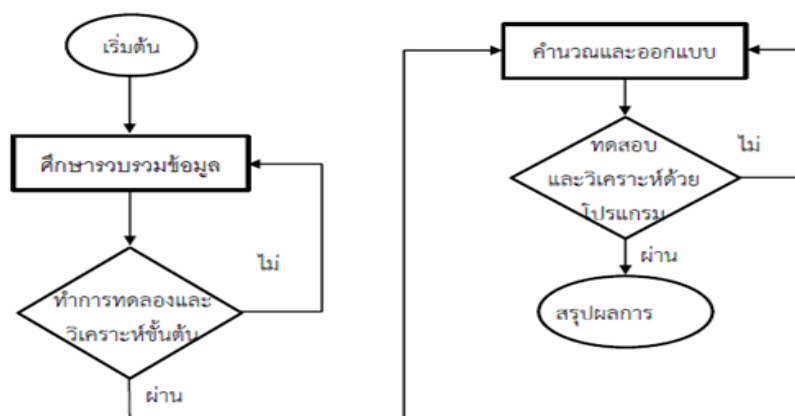 เริ่มต้น
ศึกษารวบรวมข้อมูล
ไม่
ทำการทดลองและ
วิเคราะห์ขั้นต้น
ผ่าน
คำนวณและออกแบบ
ทดสอบ
ไม่
และวิเคราะห์ด้วย
โปรแกรม
ผ่าน
สรุปผลการ